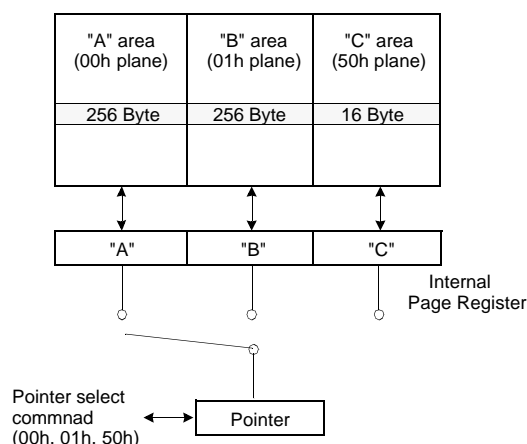 "A" area "B" area "C" area
(00h plane) (01h plane) (50h plane)
256 Byte 256 Byte 16 Byte
"A" "B" "C"
Internal
Page Register
Pointer select
commnad
(00h, 01h, 50h)
Pointer